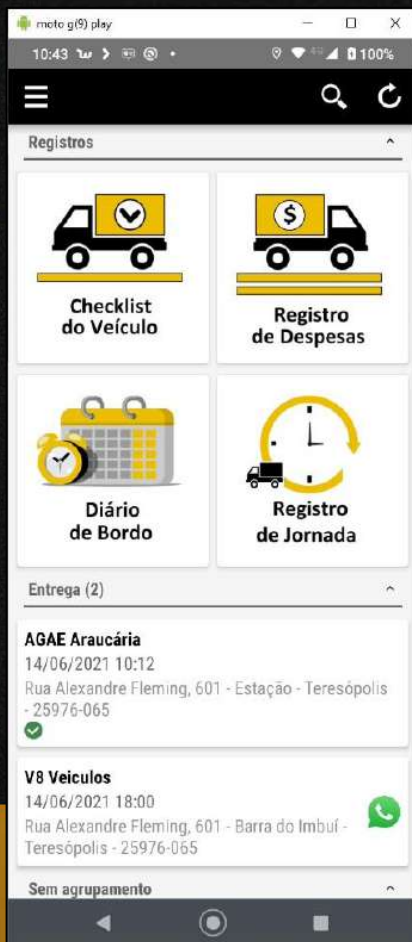 moto g(9) play
10:43
4G 100%
Registros
$
Checklist
do Veículo
Registro
de Despesas
Diário
de Bordo
Registro
de Jornada
Entrega (2)
AGAE Araucária
14/06/2021 10:12
Rua Alexandre Fleming, 601 - Estação - Teresópolis
- 25976-065
V8 Veiculos
14/06/2021 18:00
Rua Alexandre Fleming, 601 - Barra do Imbuí -
Teresópolis - 25976-065
Sem agrupamento